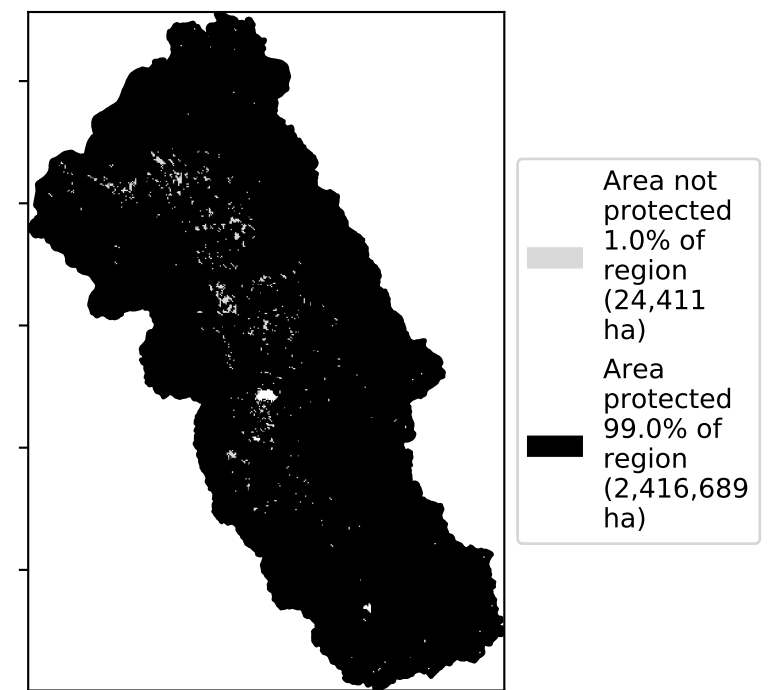 Area not
protected
1.0% of
region
(24,411
ha)
Area
protected
99.0% of
region
(2,416,689
ha)